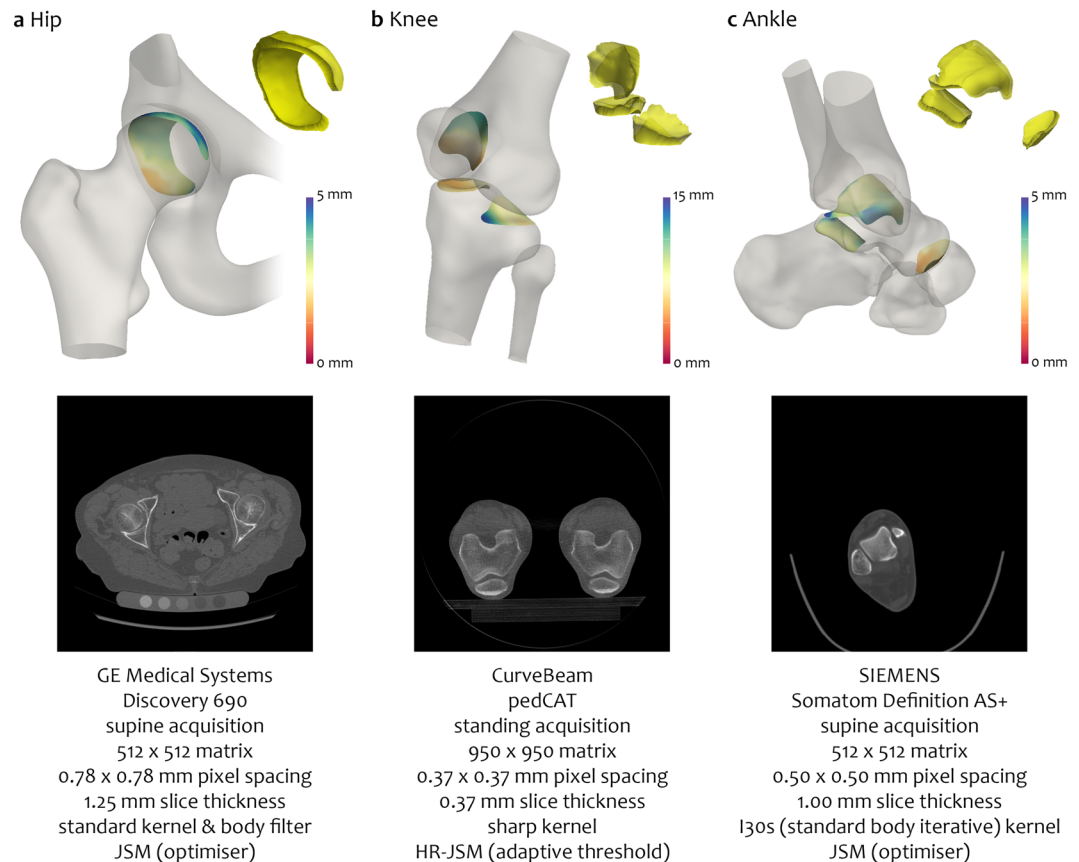 a Hip
b Knee
c Ankle
5 mm
0 mm
15 mm
0 mm
5 mm
0 mm
GE Medical Systems
Discovery 690
supine acquisition
512 x 512 matrix
0.78 x 0.78 mm pixel spacing
1.25 mm slice thickness
standard kernel & body filter
JSM (optimiser)
CurveBeam
pedCAT
standing acquisition
950 x 950 matrix
0.37 x 0.37 mm pixel spacing
0.37 mm slice thickness
sharp kernel
HR-JSM (adaptive threshold)
SIEMENS
Somatom Definition AS+
supine acquisition
512 x 512 matrix
0.50 x 0.50 mm pixel spacing
1.00 mm slice thickness
I30s (standard body iterative) kernel
JSM (optimiser)